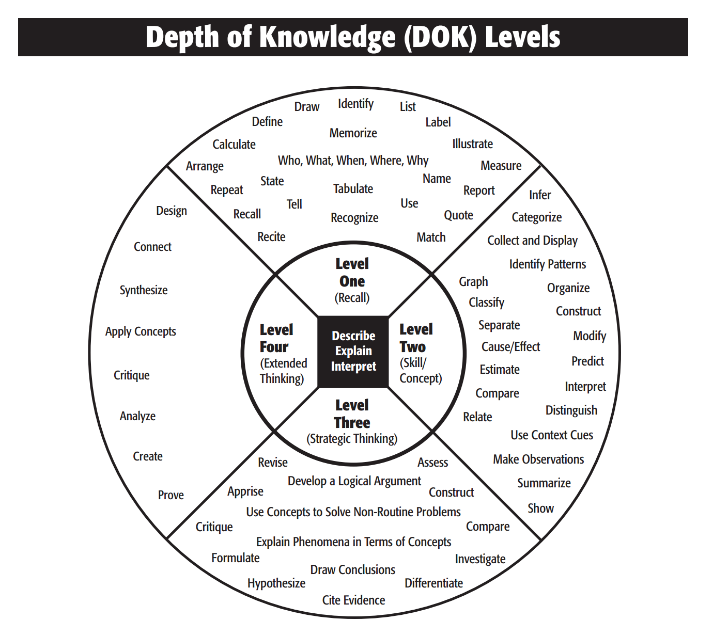 Depth of Knowledge (DOK) Levels
Draw
Identify
List
Define
Memorize
Label
Calculate
Illustrate
Arrange
Who, What, When, Where, Why
Measure
Repeat
State
Tabulate
Name
Report
Recall
Tell
Recognize
Use
Quote
Recite
Match
Level
One
(Recall)
Infer
Categorize
Collect and Display
Identify Patterns
Graph
Organize
Classify
Construct
Separate
Modify
Cause/Effect
Predict
Estimate
Interpret
Compare
Distinguish
Relate
Use Context Cues
Make Observations
Summarize
Show
Level
Two
(Skill/
Concept)
Describe
Explain
Interpret
Level
Three
(Strategic Thinking)
Revise
Assess
Develop a Logical Argument
Apprise
Construct
Use Concepts to Solve Non-Routine Problems
Critique
Compare
Explain Phenomena in Terms of Concepts
Formulate
Investigate
Draw Conclusions
Hypothesize
Differentiate
Cite Evidence
Level
Four
(Extended
Thinking)
Design
Connect
Synthesize
Apply Concepts
Critique
Analyze
Create
Prove